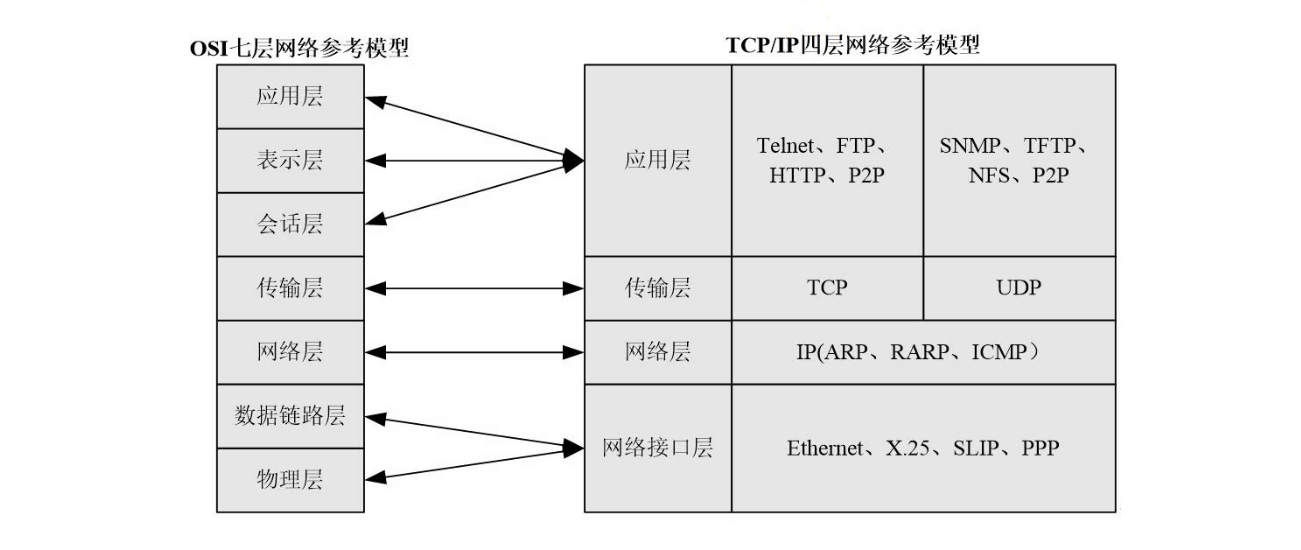 OSI七层网络参考模型
应用层
表示层
会话层
传输层
网络层
数据链路层
物理层
TCP/IP四层网络参考模型
应用层
Telnet、FTP、
HTTP、P2P
SNMP、TFTP、
NFS、P2P
传输层
TCP
UDP
网络层
IP(ARP、RARP、ICMP）
网络接口层
Ethernet、X.25、SLIP、PPP